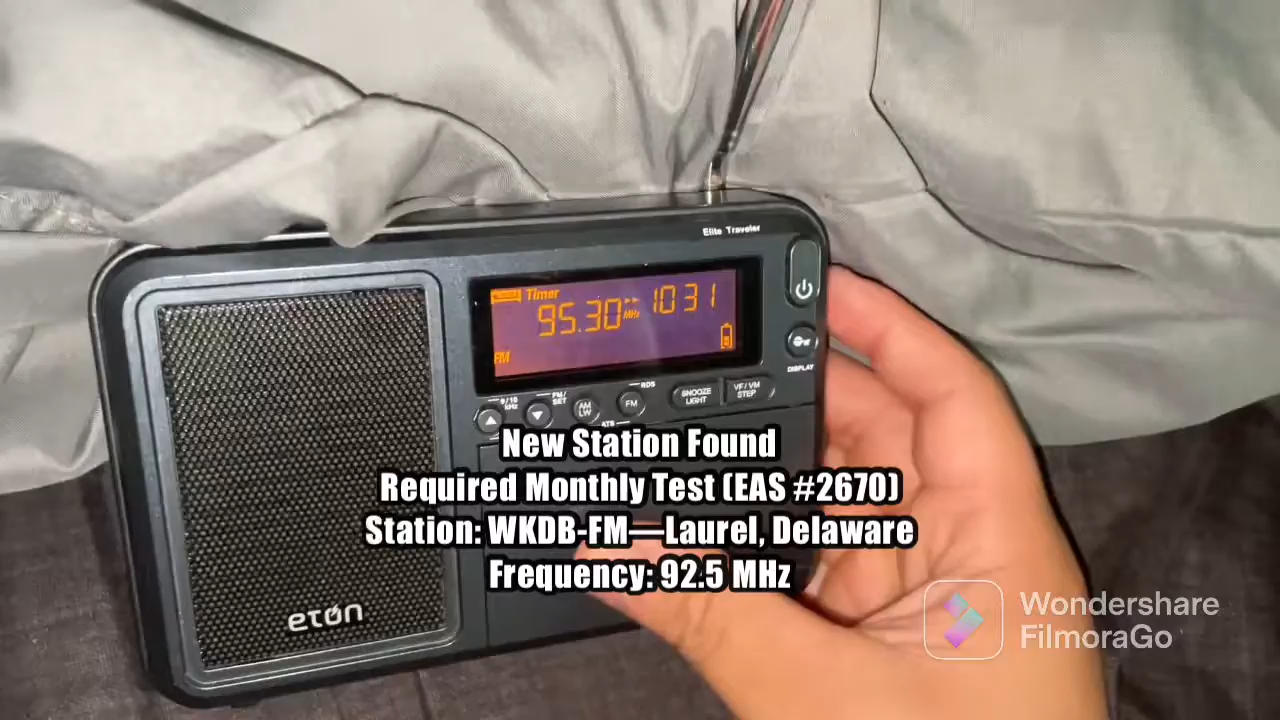 Elite Traveler
Timer
95.30 MHz 10 31
FM
DISPLAY
9/10 kHz
FM/ SET
AM LW
RDS
FM
SNOOZE LIGHT
VF/VM STEP
ATS
New Station Found
Required Monthly Test (EAS #2670)
Station: WKDB-FM—Laurel, Delaware
Frequency: 92.5 MHz
etón
Wondershare
FilmoraGo